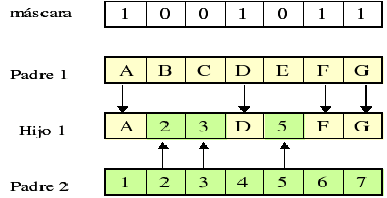 máscara 1 0 0 1 0 1 1
Padre 1 A B C D E F G
Hijo 1 A 2 3 D 5 F G
Padre 2 1 2 3 4 5 6 7